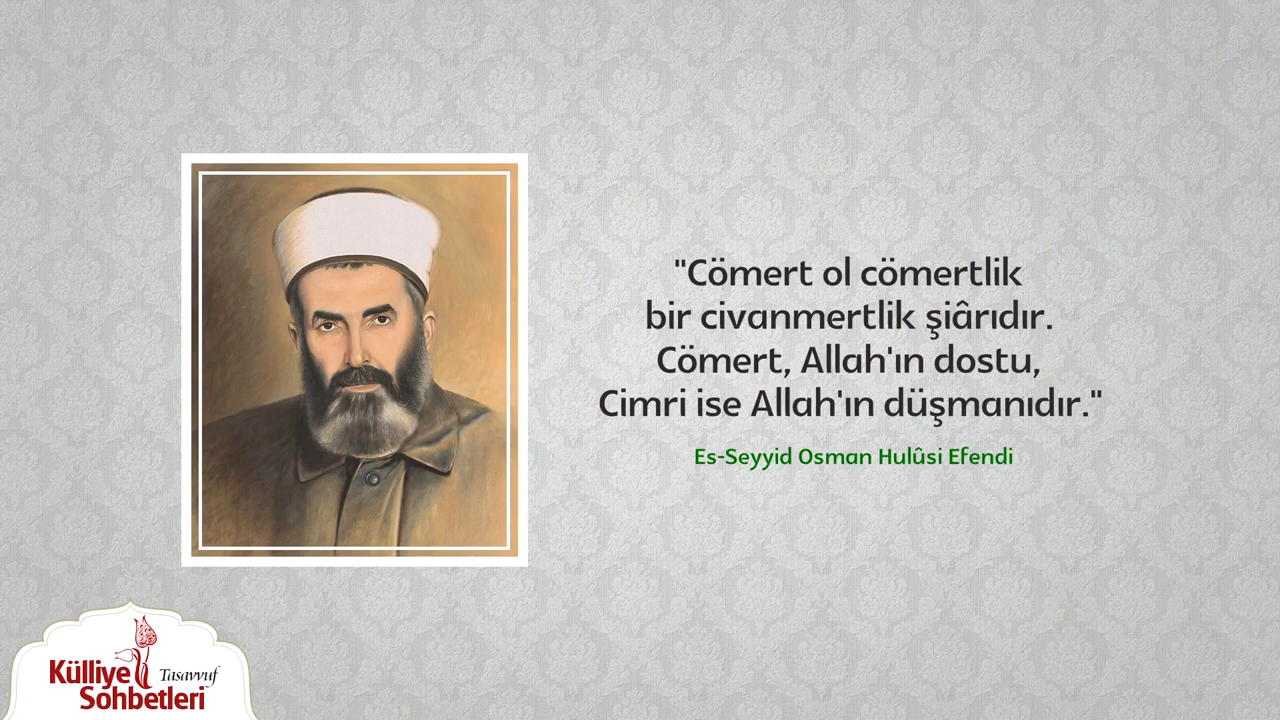 "Cömert ol cömertlik
bir civanmertlik şiârıdır.
Cömert, Allah'ın dostu,
Cimri ise Allah'ın düşmanıdır."
Es-Seyyid Osman Hulûsi Efendi
Külliye Tasavvuf
Sohbetleri